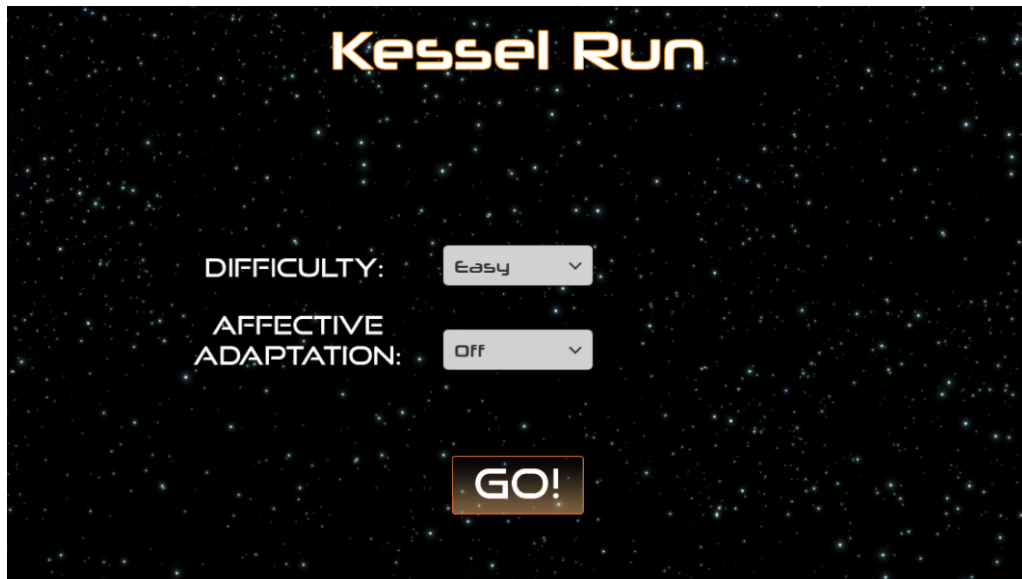 Kessel Run
DIFFICULTY:
Easy
AFFECTIVE
ADAPTATION:
Off
GO!